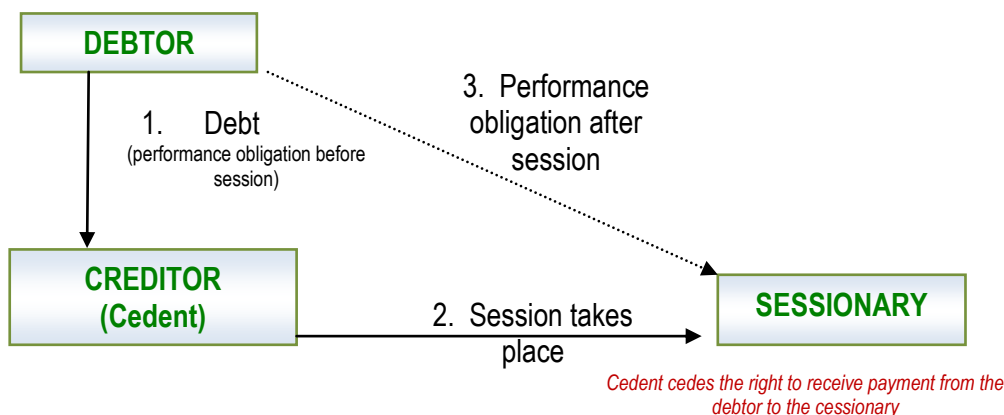 DEBTOR
1. Debt
(performance obligation before
session)
3. Performance
obligation after
session
CREDITOR
(Cedent)
2. Session takes
place
SESSIONARY
Cedent cedes the right to receive payment from the
debtor to the cessionary